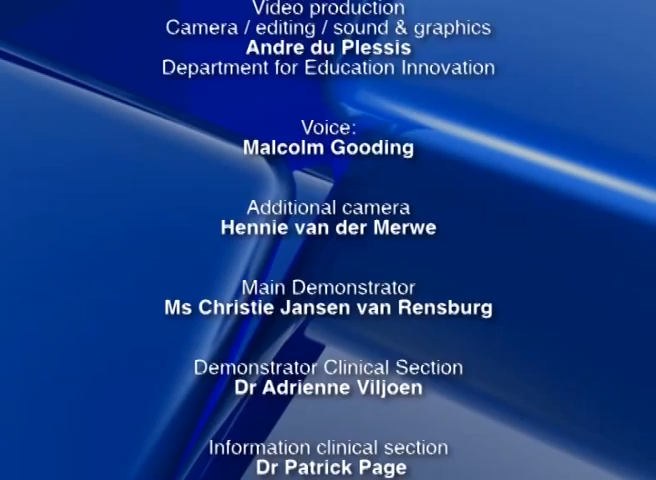 Video production
Camera / editing / sound & graphics
Andre du Plessis
Department for Education Innovation
Voice:
Malcolm Gooding
Additional camera
Hennie van der Merwe
Main Demonstrator
Ms Christie Jansen van Rensburg
Demonstrator Clinical Section
Dr Adrienne Viljoen
Information clinical section
Dr Patrick Page